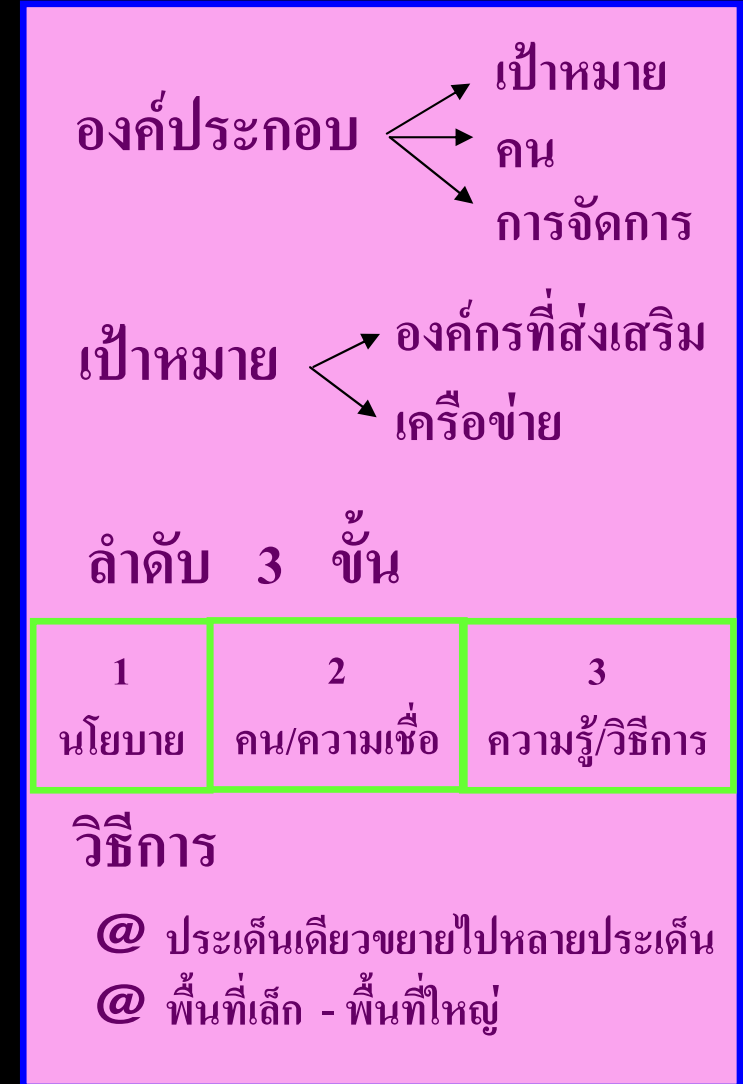 องค์ประกอบ
เป้าหมาย
คน
การจัดการ
เป้าหมาย
องค์กรที่ส่งเสริม
เครือข่าย
ลำดับ 3 ขั้น
1 2 3
นโยบาย คน/ความเชื่อ ความรู้/วิธีการ
วิธีการ
@ ประเด็นเดียวขยายไปหลายประเด็น
@ พื้นที่เล็ก - พื้นที่ใหญ่